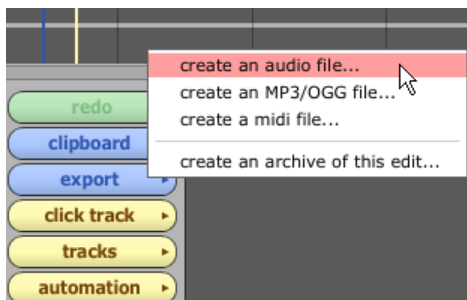 create an audio file...
create an MP3/OGG file...
create a midi file...
create an archive of this edit...
redo
clipboard
export
click track
tracks
automation